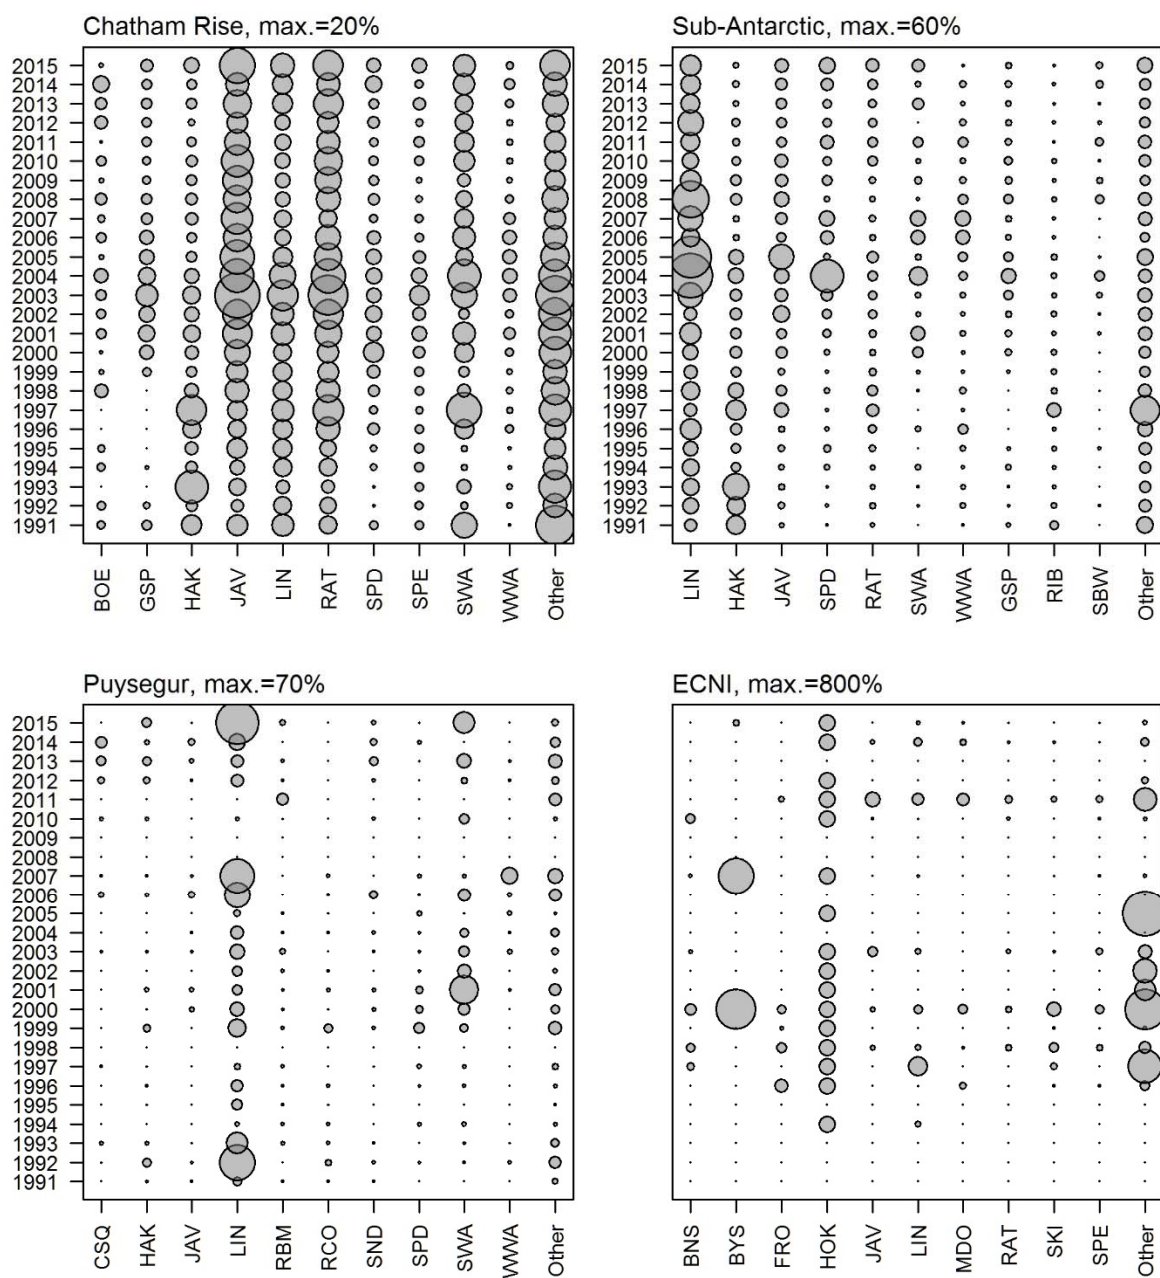 Chatham Rise, max.=20%
2015
2014
2013
2012
2011
2010
2009
2008
2007
2006
2005
2004
2003
2002
2001
2000
1999
1998
1997
1996
1995
1994
1993
1992
1991
BOE
GSP
HAK
JAV
LIN
RAT
SPD
SPE
SWA
WWA
Other
Sub-Antarctic, max.=60%
2015
2014
2013
2012
2011
2010
2009
2008
2007
2006
2005
2004
2003
2002
2001
2000
1999
1998
1997
1996
1995
1994
1993
1992
1991
LIN
HAK
JAV
SPD
RAT
SWA
WWA
GSP
RIB
SBW
Other
Puysegur, max.=70%
2015
2014
2013
2012
2011
2010
2009
2008
2007
2006
2005
2004
2003
2002
2001
2000
1999
1998
1997
1996
1995
1994
1993
1992
1991
CSQ
HAK
JAV
LIN
RBM
RCO
SND
SPD
SWA
WWA
Other
ECNI, max.=800%
BNS
BYS
FRO
HOK
JAV
LIN
MDO
RAT
SKI
SPE
Other